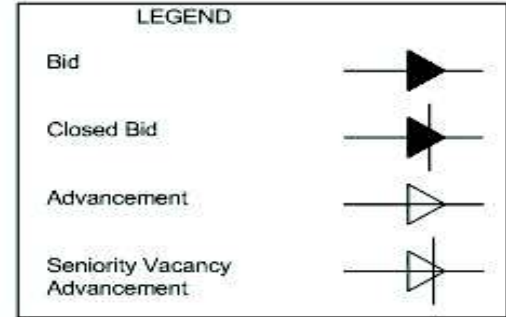 LEGEND
Bid
Closed Bid
Advancement
Seniority Vacancy
Advancement